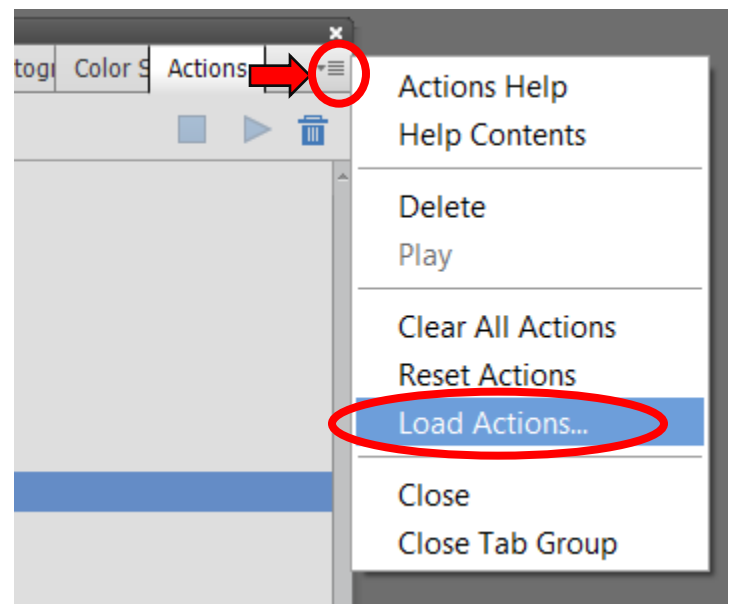 Color S Actions
Actions Help
Help Contents
Delete
Play
Clear All Actions
Reset Actions
Load Actions...
Close
Close Tab Group